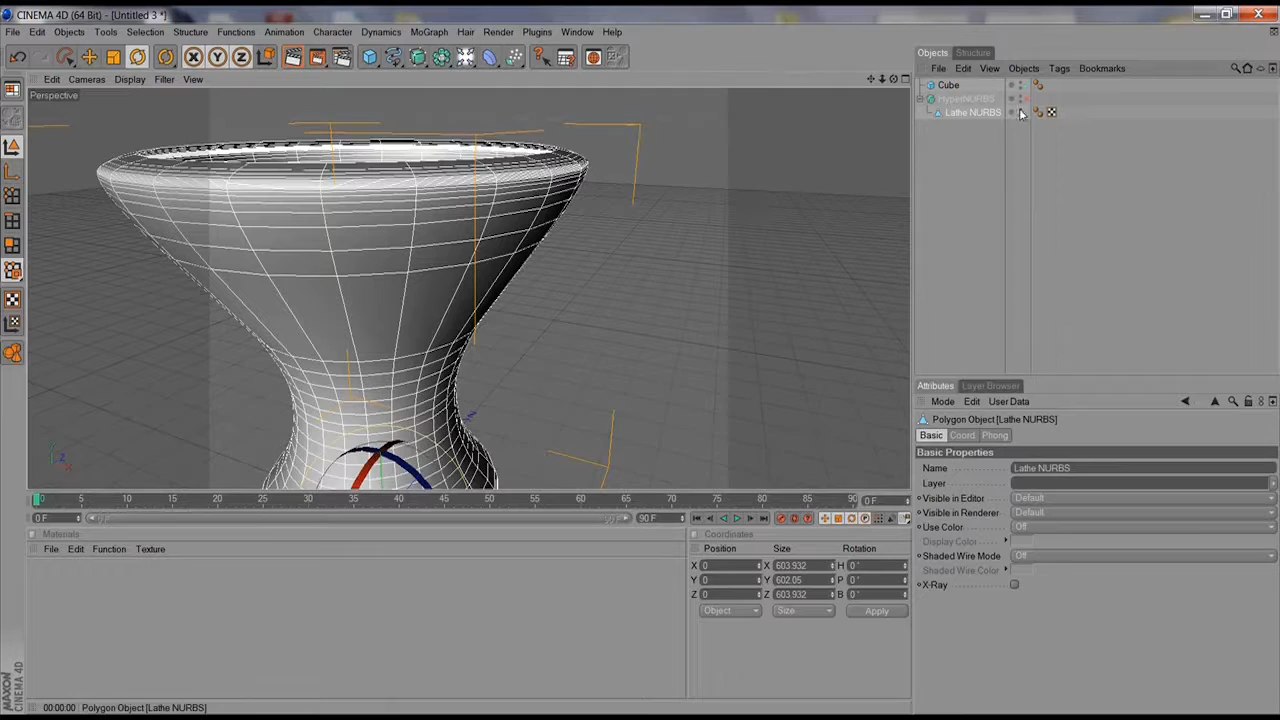 CINEMA 4D (64 Bit) - [Untitled 3 *]
File Edit Objects Tools Selection Structure Functions Animation Character Dynamics MoGraph Hair Render Plugins Window Help
X Y Z
Edit Cameras Display Filter View
Perspective
Objects Structure
File Edit View Objects Tags Bookmarks
Cube
HyperNURBS
Lathe NURBS
Attributes Layer Browser
Mode Edit User Data
Polygon Object [Lathe NURBS]
Basic Coord. Phong
Basic Properties
Name Lathe NURBS
Layer
Visible in Editor Default
Visible in Renderer Default
Use Color Off
Display Color
Shaded Wire Mode Off
Shaded Wire Color
X-Ray
0 5 10 15 20 25 30 35 40 45 50 55 60 65 70 75 80 85 90 0 F
0 F 90 F
Materials
File Edit Function Texture
Coordinates
Position Size Rotation
X 0 X 603.932 H 0 °
Y 0 Y 602.05 P 0 °
Z 0 Z 603.932 B 0 °
Object Size Apply
MAXON CINEMA 4D
00:00:00 Polygon Object [Lathe NURBS]